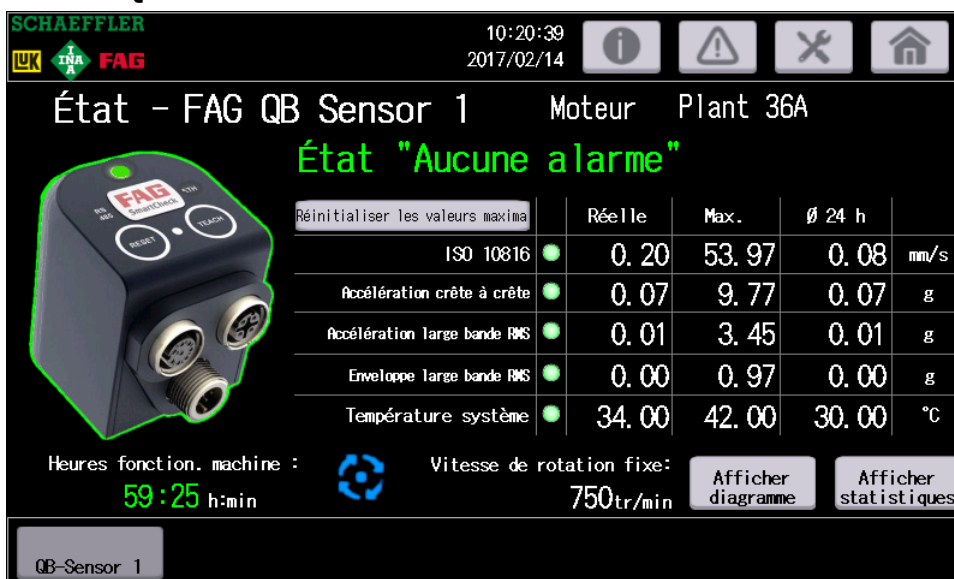 SCHAEFFLER
LUK INA FAG
10:20:39
2017/02/14
État - FAG QB Sensor 1 Moteur Plant 36A
État "Aucune alarme"
FAG
SmartCheck
RS 485
ETH
RESET
TEACH
Réinitialiser les valeurs maxima Réelle Max. Ø 24 h
ISO 10816 0.20 53.97 0.08 mm/s
Accélération crête à crête 0.07 9.77 0.07 g
Accélération large bande RMS 0.01 3.45 0.01 g
Enveloppe large bande RMS 0.00 0.97 0.00 g
Température système 34.00 42.00 30.00 °C
Heures fonction. machine :
59:25 h:min
Vitesse de rotation fixe:
750tr/min
Afficher
diagramme
Afficher
statistiques
QB-Sensor 1